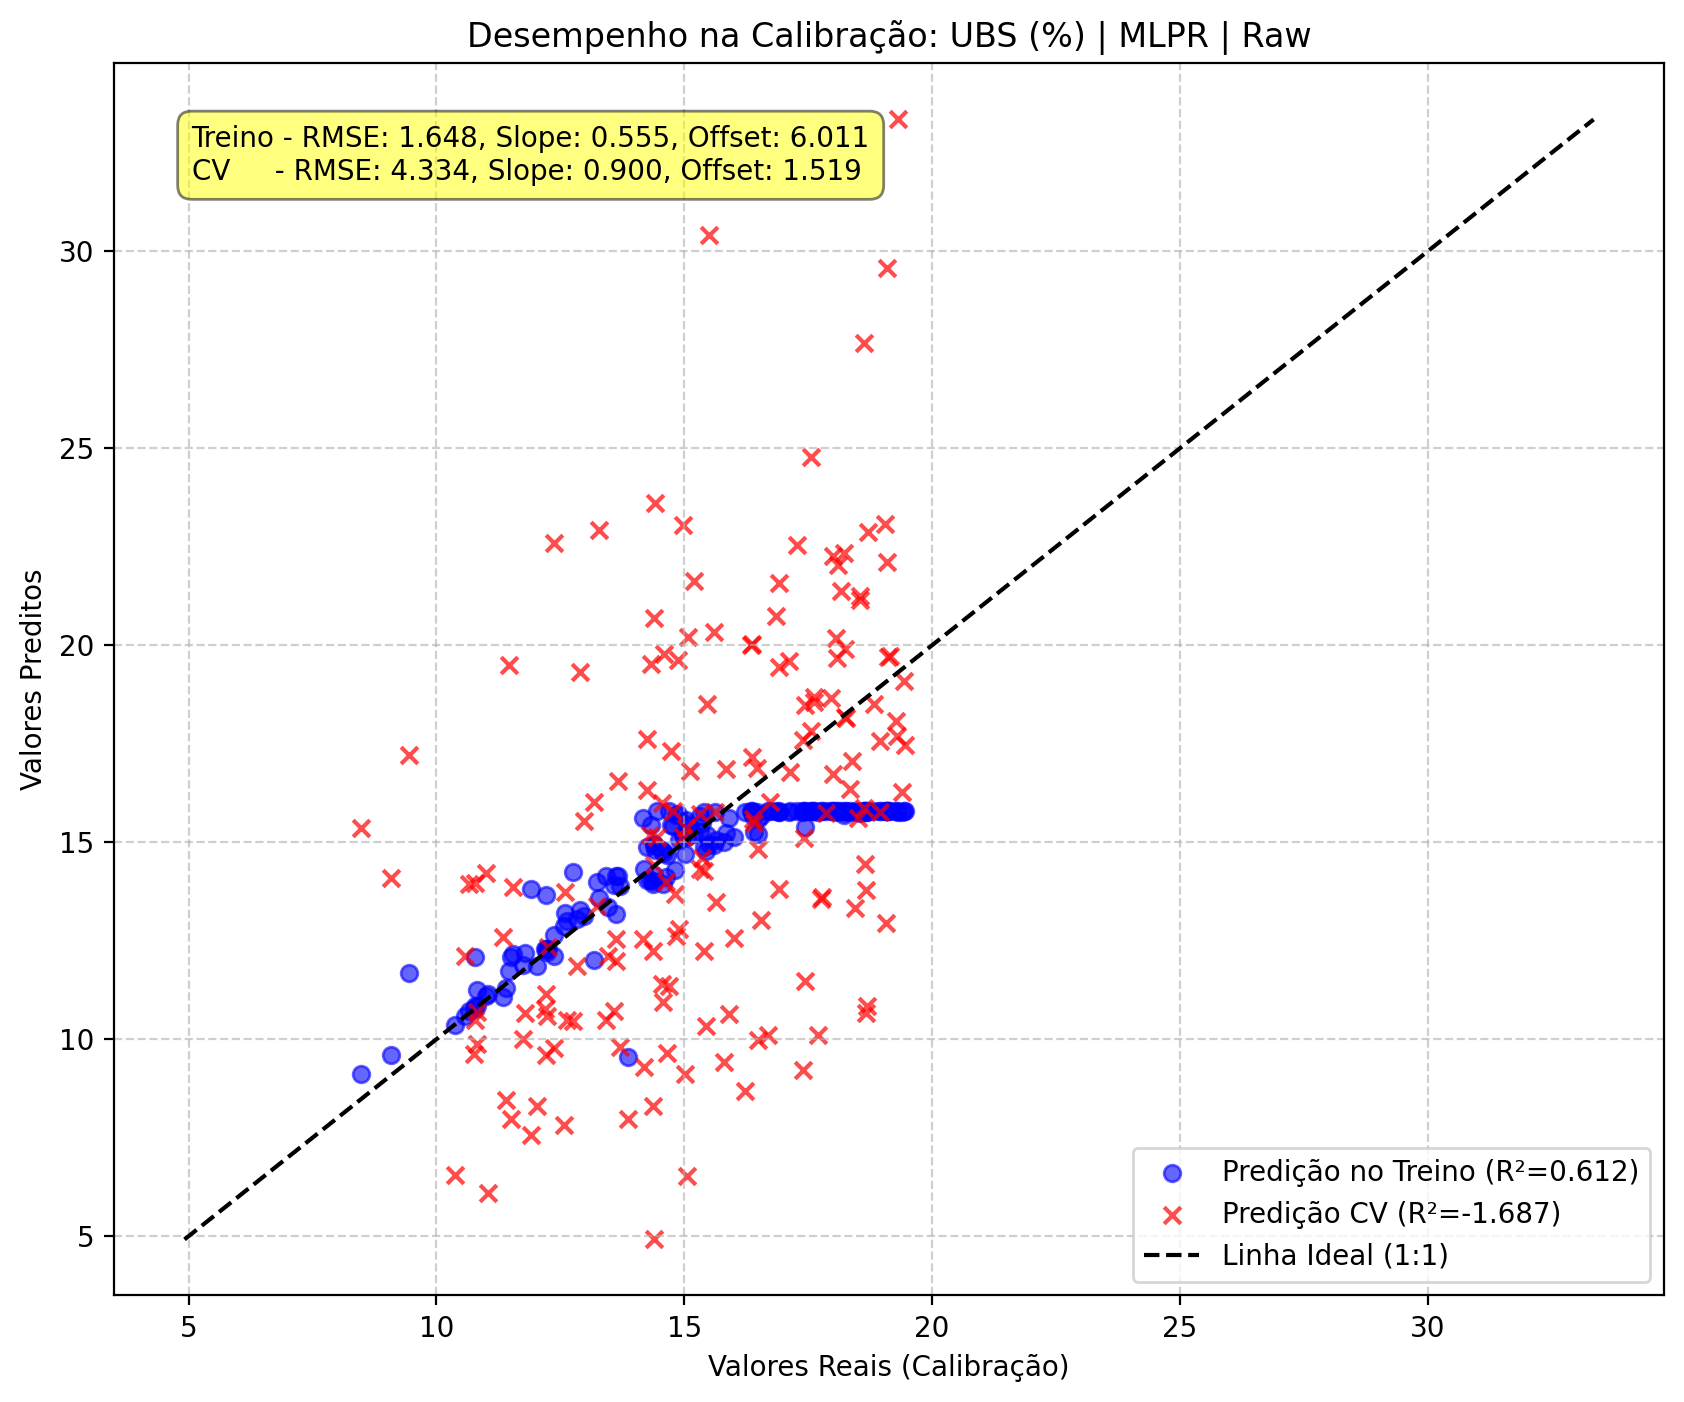 Desempenho na Calibração: UBS (%) | MLPR | Raw
Treino - RMSE: 1.648, Slope: 0.555, Offset: 6.011
CV - RMSE: 4.334, Slope: 0.900, Offset: 1.519
Valores Preditos
30
25
20
15
10
5
Predição no Treino (R²=0.612)
Predição CV (R²=-1.687)
Linha Ideal (1:1)
5 10 15 20 25 30
Valores Reais (Calibração)